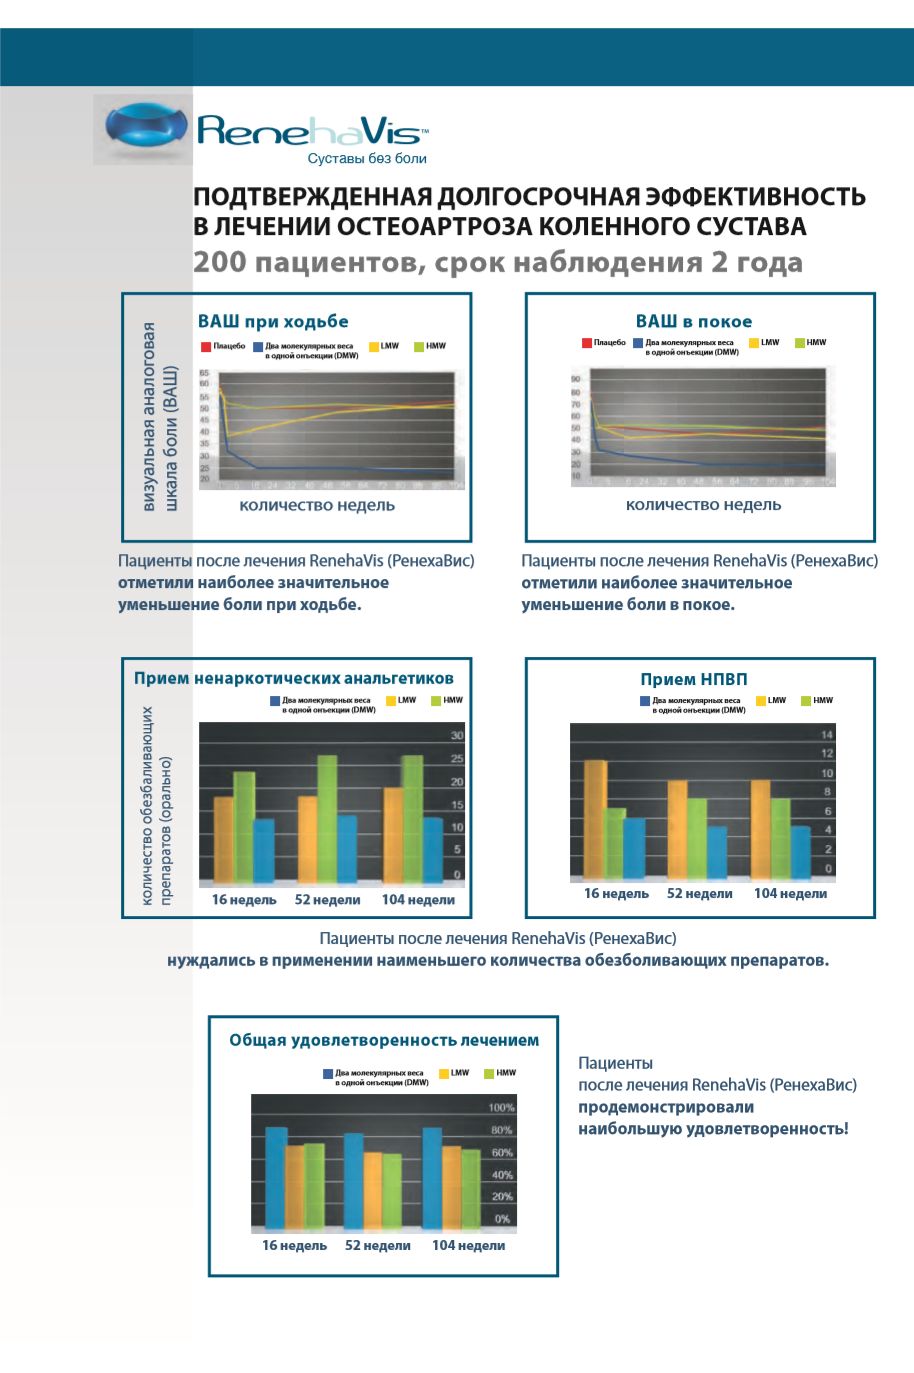 RenehaVis™
Суставы без боли
ПОДТВЕРЖДЕННАЯ ДОЛГОСРОЧНАЯ ЭФФЕКТИВНОСТЬ
В ЛЕЧЕНИИ ОСТЕОАРТРОЗА КОЛЕННОГО СУСТАВА
200 пациентов, срок наблюдения 2 года
визуальная аналоговая
шкала боли (ВАШ)
ВАШ при ходьбе
Плацебо
Два молекулярных веса
в одной онъекции (DMW)
LMW
HMW
65
60
55
50
45
40
35
30
25
20
количество недель
Пациенты после лечения RenehaVis (РенехаВис)
отметили наиболее значительное
уменьшение боли при ходьбе.
ВАШ в покое
Плацебо
Два молекулярных веса
в одной онъекции (DMW)
LMW
HMW
90
80
70
60
50
40
30
20
10
количество недель
Пациенты после лечения RenehaVis (РенехаВис)
отметили наиболее значительное
уменьшение боли в покое.
количество обезбаливающих
препаратов (орально)
Прием ненаркотических анальгетиков
Два молекулярных веса
в одной онъекции (DMW)
LMW
HMW
30
25
20
15
10
5
0
16 недель 52 недели 104 недели
Прием НПВП
Два молекулярных веса
в одной онъекции (DMW)
LMW
HMW
14
12
10
8
6
4
2
0
16 недель 52 недели 104 недели
Пациенты после лечения RenehaVis (РенехаВис)
нуждались в применении наименьшего количества обезболивающих препаратов.
Общая удовлетворенность лечением
Два молекулярных веса
в одной онъекции (DMW)
LMW
HMW
100%
80%
60%
40%
20%
0%
16 недель 52 недели 104 недели
Пациенты
после лечения RenehaVis (РенехаВис)
продемонстрировали
наибольшую удовлетворенность!